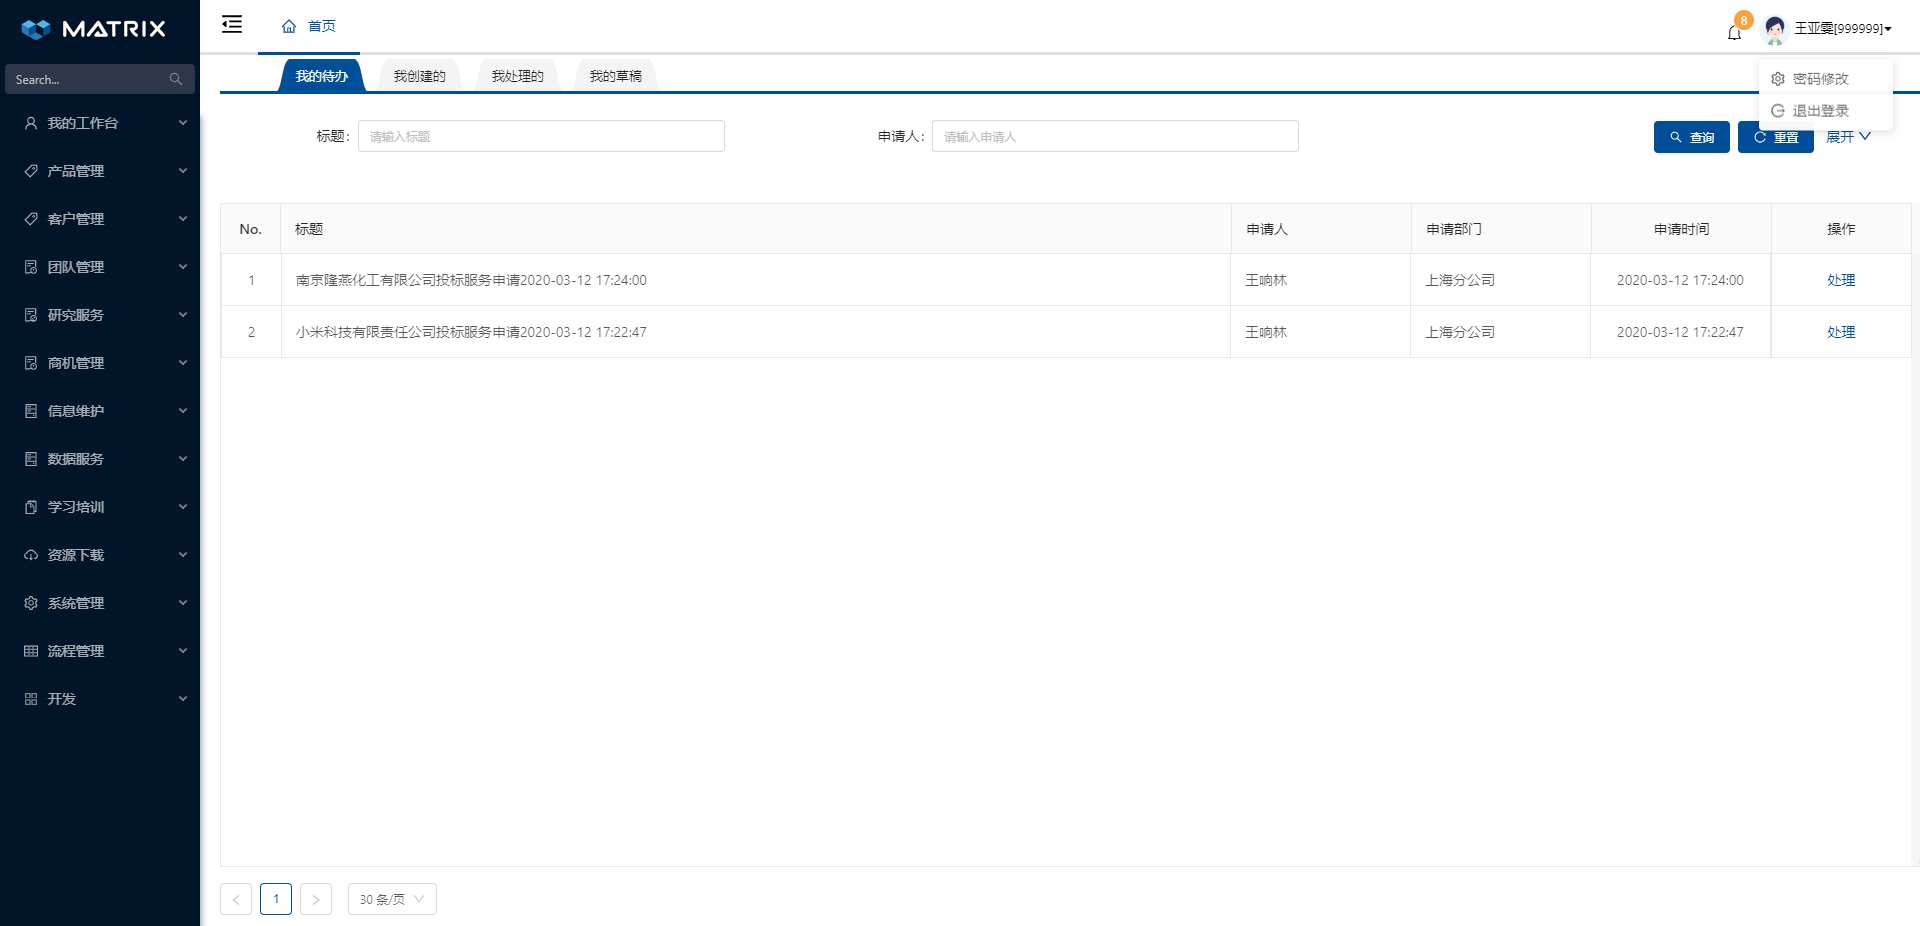 MATRIX
首页
8
王亚雯[999999]
Search...
我的待办
我创建的
我处理的
我的草稿
密码修改
退出登录
标题：
请输入标题
申请人：
请输入申请人
查询
重置
展开
我的工作台
产品管理
客户管理
团队管理
研究服务
商机管理
信息维护
数据服务
学习培训
资源下载
系统管理
流程管理
开发
No. 标题 申请人 申请部门 申请时间 操作
1 南京隆燕化工有限公司投标服务申请2020-03-12 17:24:00 王响林 上海分公司 2020-03-12 17:24:00 处理
2 小米科技有限责任公司投标服务申请2020-03-12 17:22:47 王响林 上海分公司 2020-03-12 17:22:47 处理
< 1 > 30 条/页